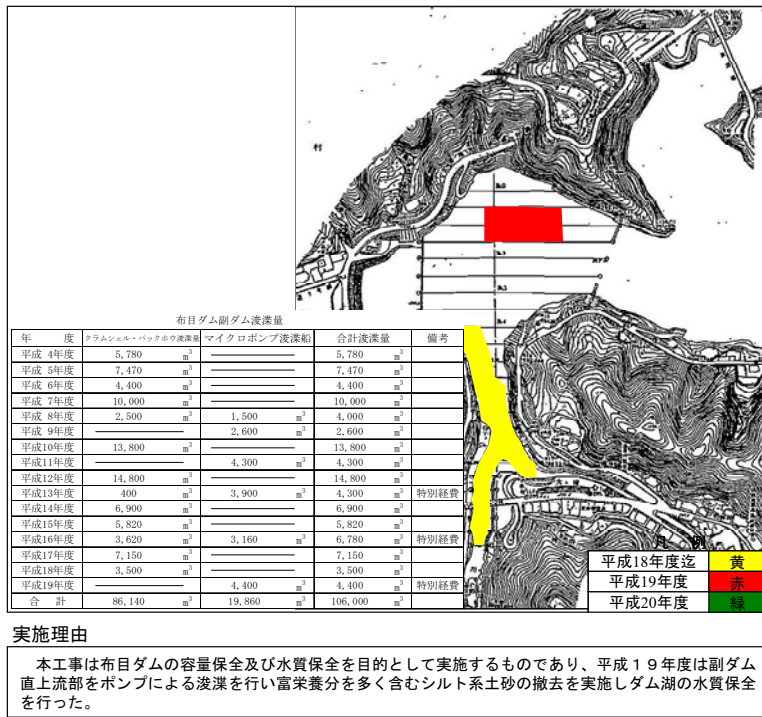 村
布目ダム副ダム浚渫量
年 度 クラムシェル・バックホウ浚渫量 マイクロポンプ浚渫船 合計浚渫量 備考
平成 4年度 5,780 m³ ――― 5,780 m³
平成 5年度 7,470 m³ ――― 7,470 m³
平成 6年度 4,400 m³ ――― 4,400 m³
平成 7年度 10,000 m³ ――― 10,000 m³
平成 8年度 2,500 m³ 1,500 m³ 4,000 m³
平成 9年度 ――― 2,600 m³ 2,600 m³
平成10年度 13,800 m³ ――― 13,800 m³
平成11年度 ――― 4,300 m³ 4,300 m³
平成12年度 14,800 m³ ――― 14,800 m³
平成13年度 400 m³ 3,900 m³ 4,300 m³ 特別経費
平成14年度 6,900 m³ ――― 6,900 m³
平成15年度 5,820 m³ ――― 5,820 m³
平成16年度 3,620 m³ 3,160 m³ 6,780 m³ 特別経費
平成17年度 7,150 m³ ――― 7,150 m³
平成18年度 3,500 m³ ――― 3,500 m³
平成19年度 ――― 4,400 m³ 4,400 m³ 特別経費
合 計 86,140 m³ 19,860 m³ 106,000 m³
凡 例
平成18年度迄 黄
平成19年度 赤
平成20年度 緑
実施理由
本工事は布目ダムの容量保全及び水質保全を目的として実施するものであり、平成１９年度は副ダム
直上流部をポンプによる浚渫を行い富栄養分を多く含むシルト系土砂の撤去を実施しダム湖の水質保全
を行った。